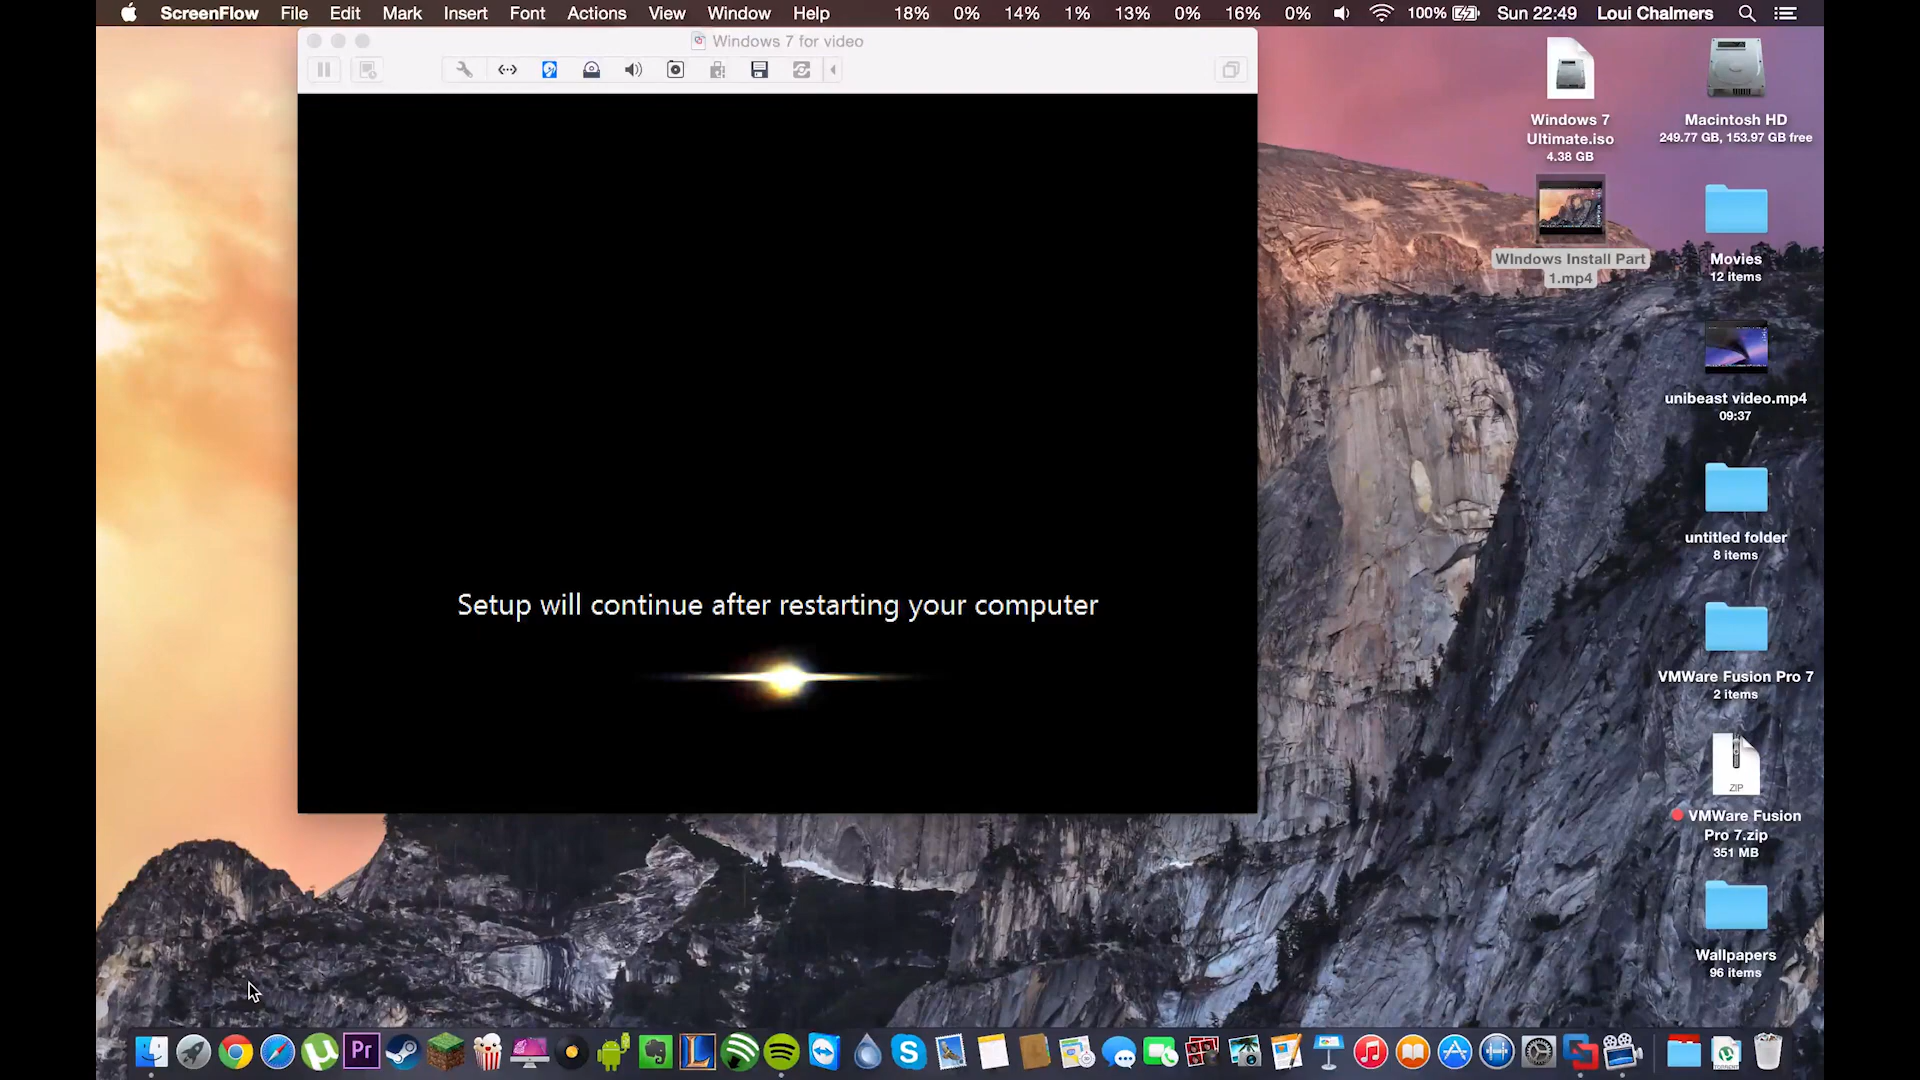 ScreenFlow File Edit Mark Insert Font Actions View Window Help 18% 0% 14% 1% 13% 0% 16% 0% 100% Sun 22:49 Loui Chalmers
Windows 7 for video
Setup will continue after restarting your computer
Windows 7
Ultimate.iso
4.38 GB
Macintosh HD
249.77 GB, 153.97 GB free
WIndows Install Part
1.mp4
Movies
12 items
unibeast video.mp4
09:37
untitled folder
8 items
VMWare Fusion Pro 7
2 items
ZIP
VMWare Fusion
Pro 7.zip
351 MB
Wallpapers
96 items
Pr